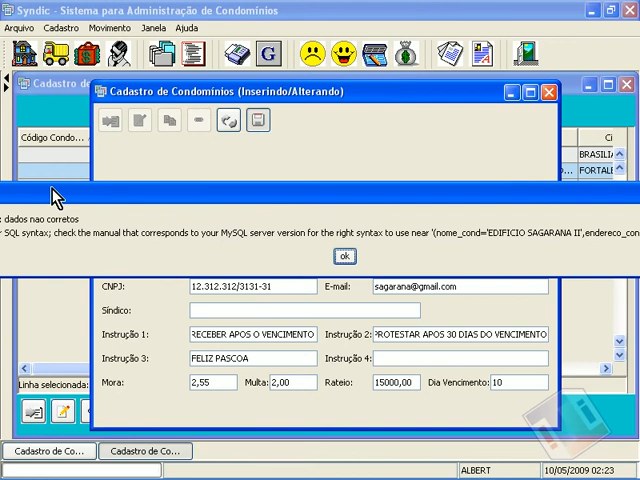 Syndic - Sistema para Administração de Condomínios
Arquivo Cadastro Movimento Janela Ajuda
G
Cadastro de
Cadastro de Condomínios (Inserindo/Alterando)
Código Condo...
Ci
BRASILIA
O... FORTALE
: dados nao corretos
r SQL syntax; check the manual that corresponds to your MySQL server version for the right syntax to use near '(nome_cond='EDIFICIO SAGARANA II',endereco_con
ok
CNPJ: 12.312.312/3131-31 E-mail: sagarana@gmail.com
Síndico:
Instrução 1: RECEBER APOS O VENCIMENTO Instrução 2: PROTESTAR APOS 30 DIAS DO VENCIMENTO
Instrução 3: FELIZ PASCOA Instrução 4:
Mora: 2,55 Multa: 2,00 Rateio: 15000,00 Dia Vencimento: 10
Linha selecionada:
Cadastro de Co... Cadastro de Co...
ALBERT 10/05/2009 02:23